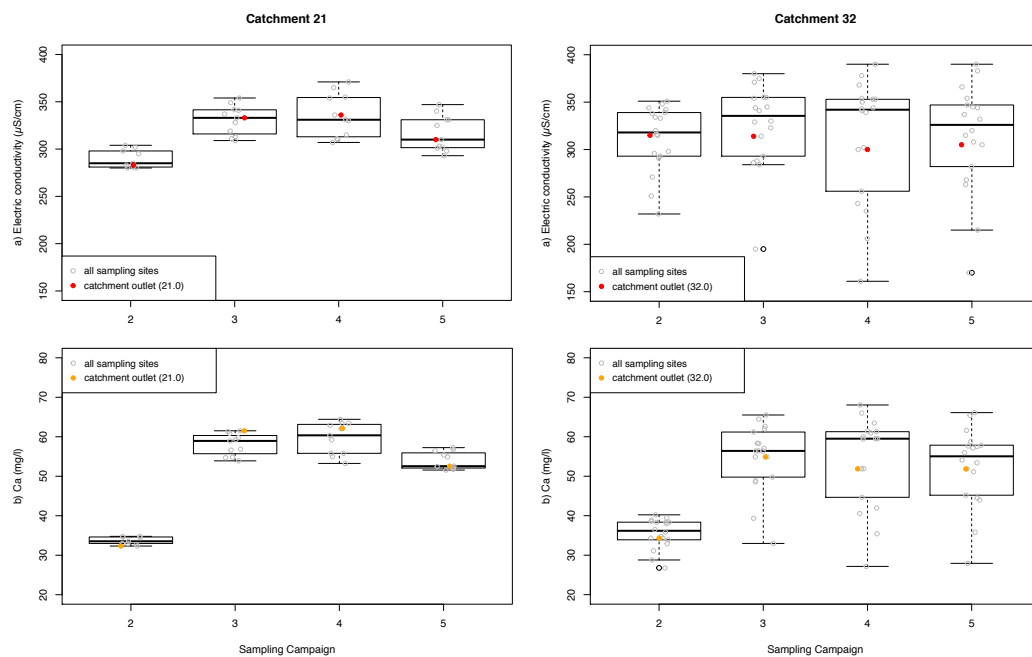 Catchment 21
a) Electric conductivity (µS/cm)
400
350
300
250
200
150
all sampling sites
catchment outlet (21.0)
2 3 4 5
Catchment 32
a) Electric conductivity (µS/cm)
400
350
300
250
200
150
all sampling sites
catchment outlet (32.0)
2 3 4 5
b) Ca (mg/l)
80
70
60
50
40
30
20
all sampling sites
catchment outlet (21.0)
2 3 4 5
Sampling Campaign
b) Ca (mg/l)
80
70
60
50
40
30
20
all sampling sites
catchment outlet (32.0)
2 3 4 5
Sampling Campaign